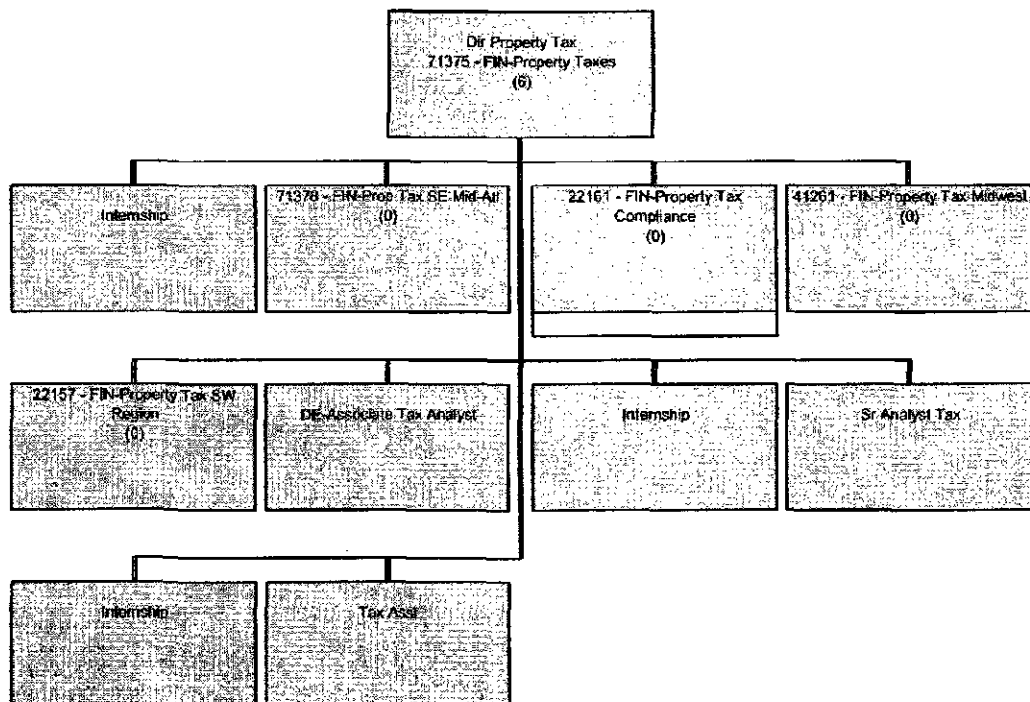 Dir Property Tax
71375 - FIN-Property Taxes
(6)
Internship
71378 - FIN-Prop Tax SE Mid-Atl
(0)
22161 - FIN-Property Tax
Compliance
(0)
41261 - FIN-Property Tax Midwest
(0)
22157 - FIN-Property Tax SW
Region
(0)
DE-Associate Tax Analyst
Internship
Sr Analyst Tax
Internship
Tax Asst